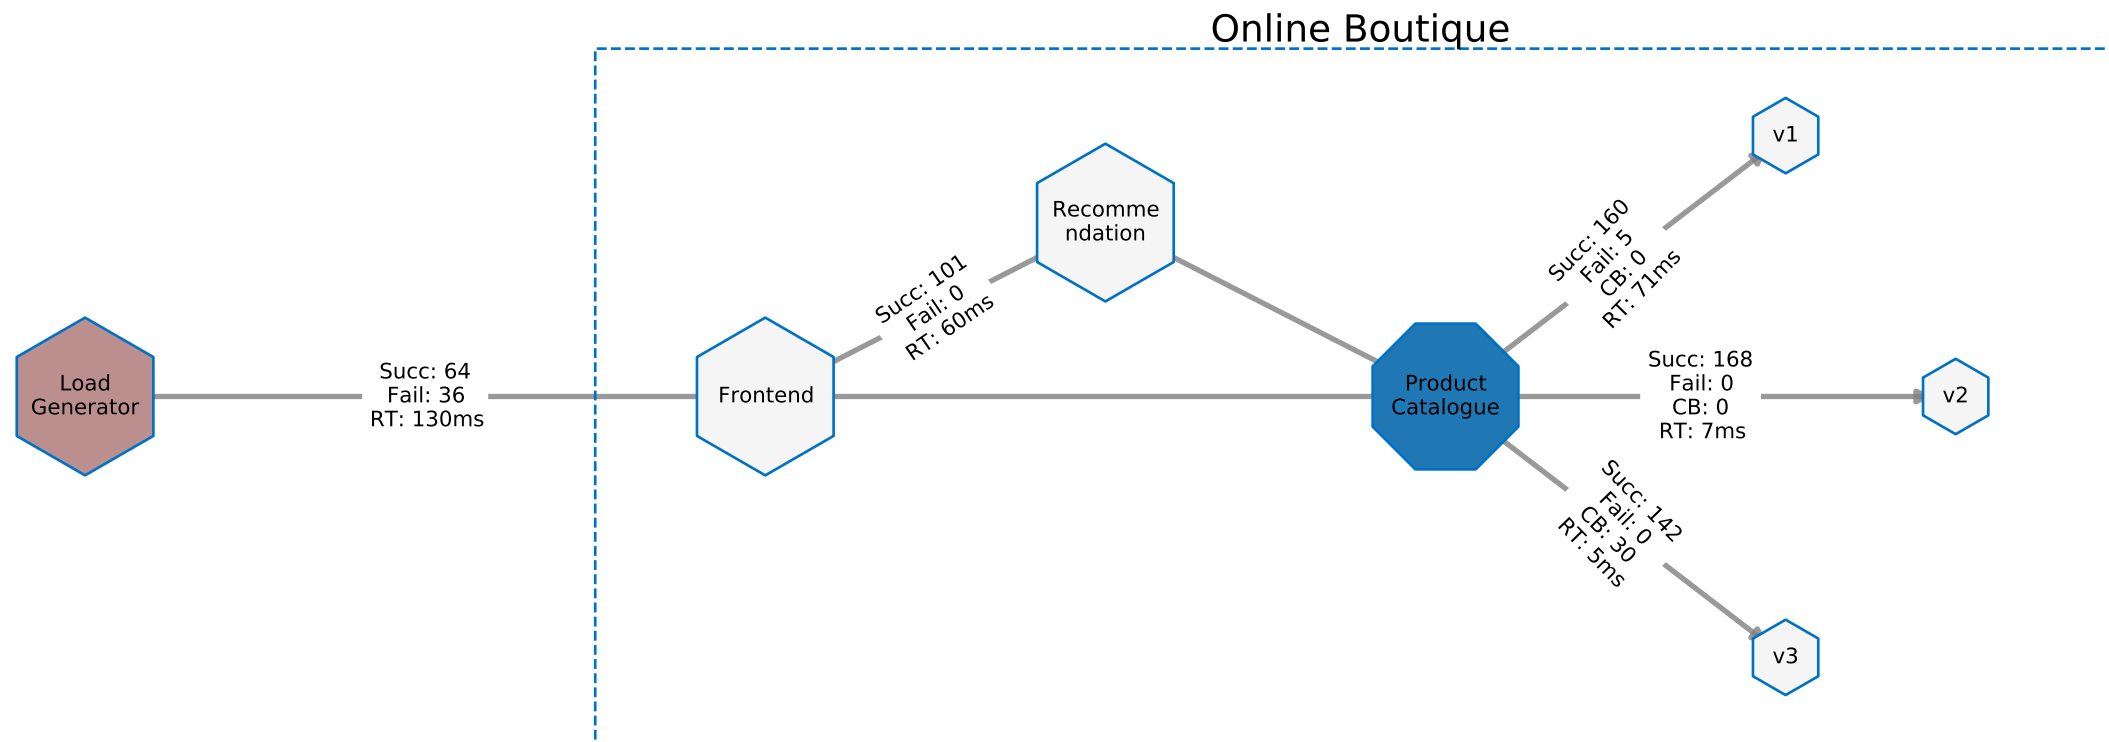 Online Boutique
Load
Generator
Succ: 64
Fail: 36
RT: 130ms
Frontend
Succ: 101
Fail: 0
RT: 60ms
Recomme
ndation
Product
Catalogue
Succ: 160
Fail: 5
CB: 0
RT: 71ms
v1
Succ: 168
Fail: 0
CB: 0
RT: 7ms
v2
Succ: 142
Fail: 0
CB: 30
RT: 5ms
v3